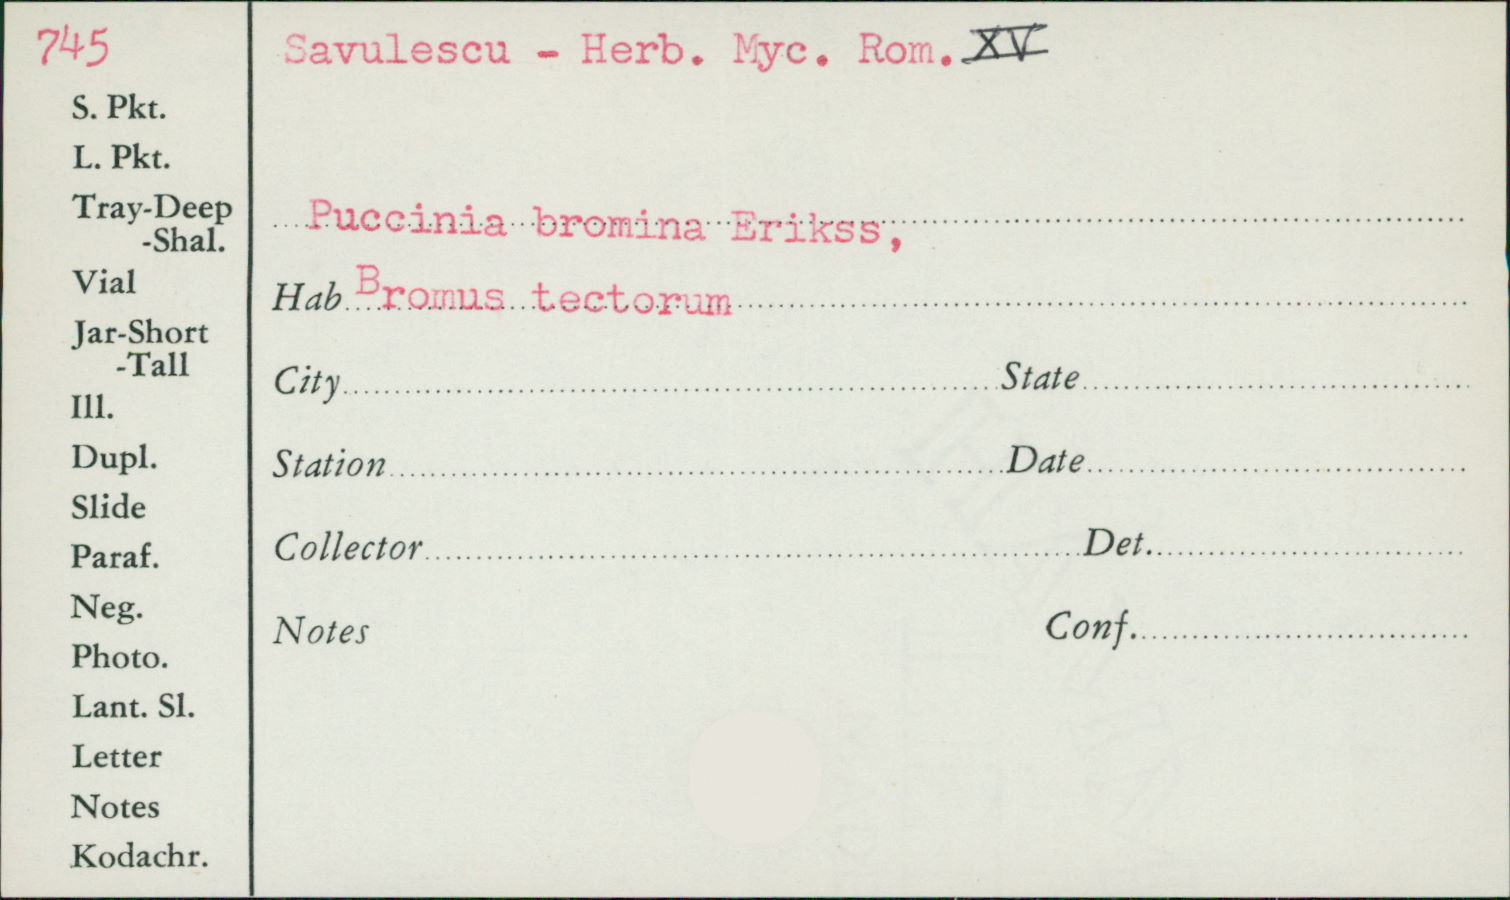 745
Savulescu - Herb. Myc. Rom. XV
S. Pkt.
L. Pkt.
Tray-Deep
-Shal.
Vial
Jar-Short
-Tall
Ill.
Dupl.
Slide
Paraf.
Neg.
Photo.
Lant. Sl.
Letter
Notes
Kodachr.
Puccinia bromina Erikss,
Hab Bromus tectorum
City State
Station Date
Collector Det.
Notes Conf.